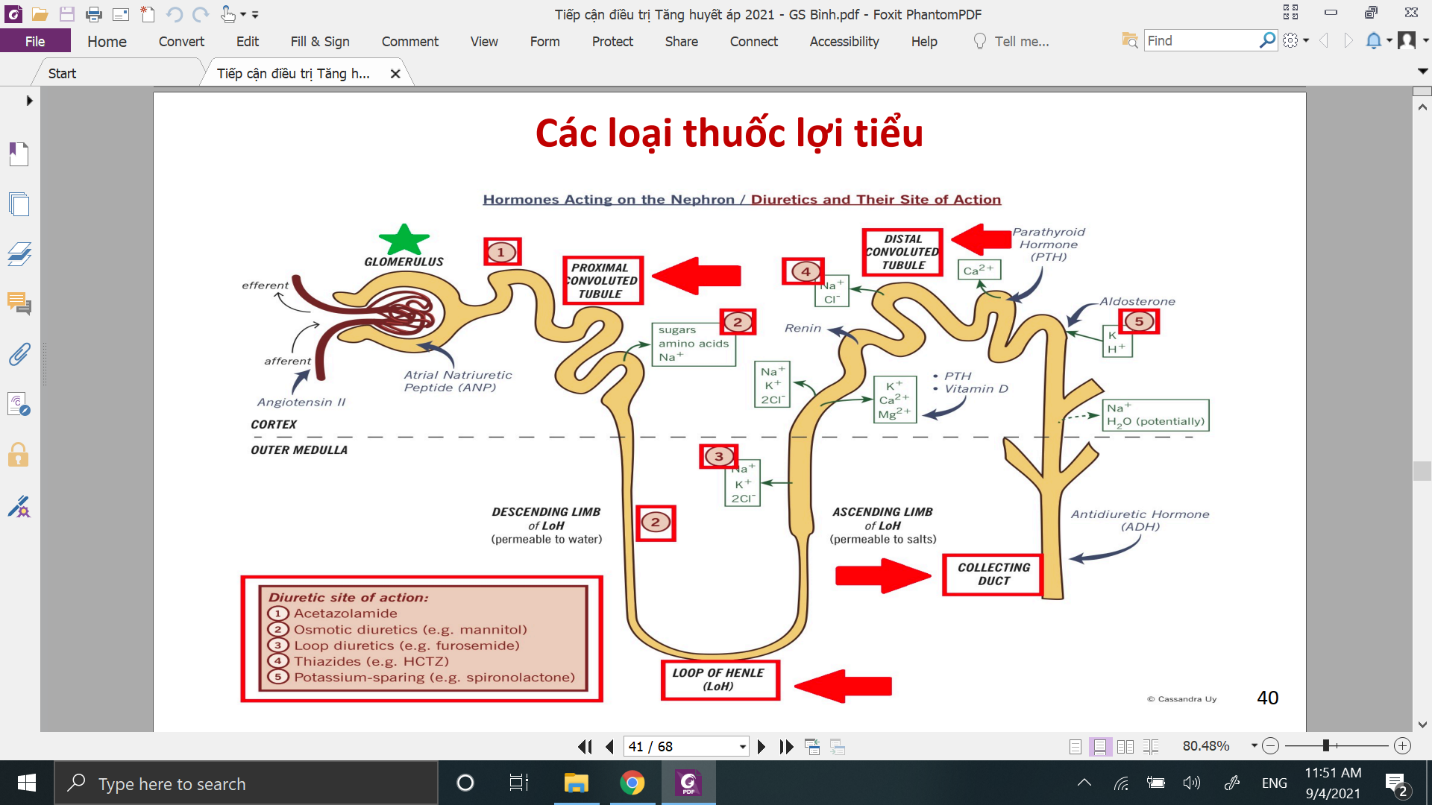 Tiếp cận điều trị Tăng huyết áp 2021 - GS Binh.pdf - Foxit PhantomPDF
File Home Convert Edit Fill & Sign Comment View Form Protect Share Connect Accessibility Help Tell me... Find
Start Tiếp cận điều trị Tăng h...
Các loại thuốc lợi tiểu
Hormones Acting on the Nephron / Diuretics and Their Site of Action
GLOMERULUS
efferent
afferent
Angiotensin II
Atrial Natriuretic
Peptide (ANP)
CORTEX
OUTER MEDULLA
1
PROXIMAL
CONVOLUTED
TUBULE
2
sugars
amino acids
Na+
4
Na+
Cl-
DISTAL
CONVOLUTED
TUBULE
Ca2+
Parathyroid
Hormone
(PTH)
Aldosterone
5
K+
H+
Renin
Na+
K+
2Cl-
K+
Ca2+
Mg2+
• PTH
• Vitamin D
Na+
H2O (potentially)
3
Na+
K+
2Cl-
DESCENDING LIMB
of LoH
(permeable to water)
2
ASCENDING LIMB
of LoH
(permeable to salts)
Antidiuretic Hormone
(ADH)
COLLECTING
DUCT
LOOP OF HENLE
(LoH)
Diuretic site of action:
1 Acetazolamide
2 Osmotic diuretics (e.g. mannitol)
3 Loop diuretics (e.g. furosemide)
4 Thiazides (e.g. HCTZ)
5 Potassium-sparing (e.g. spironolactone)
© Cassandra Uy
40
41 / 68
80.48%
Type here to search
PDF
ENG
11:51 AM
9/4/2021
2